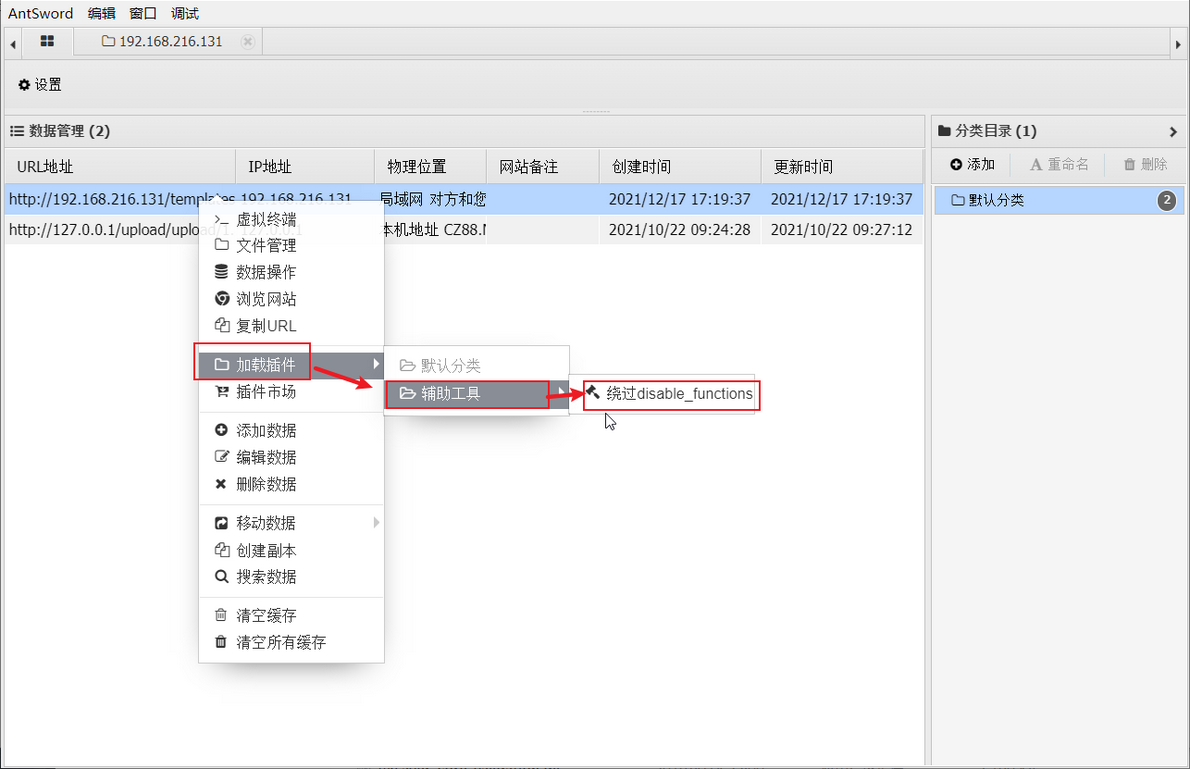 AntSword 编辑 窗口 调试
192.168.216.131
设置
数据管理 (2)
URL地址 IP地址 物理位置 网站备注 创建时间 更新时间
http://192.168.216.131/templates 192.168.216.131 局域网 对方和您 2021/12/17 17:19:37 2021/12/17 17:19:37
http://127.0.0.1/upload/upload/1. 127.0.0.1 本机地址 CZ88.N 2021/10/22 09:24:28 2021/10/22 09:27:12
虚拟终端
文件管理
数据操作
浏览网站
复制URL
加载插件
插件市场
添加数据
编辑数据
删除数据
移动数据
创建副本
搜索数据
清空缓存
清空所有缓存
默认分类
辅助工具
绕过disable_functions
分类目录 (1)
添加 重命名 删除
默认分类 2